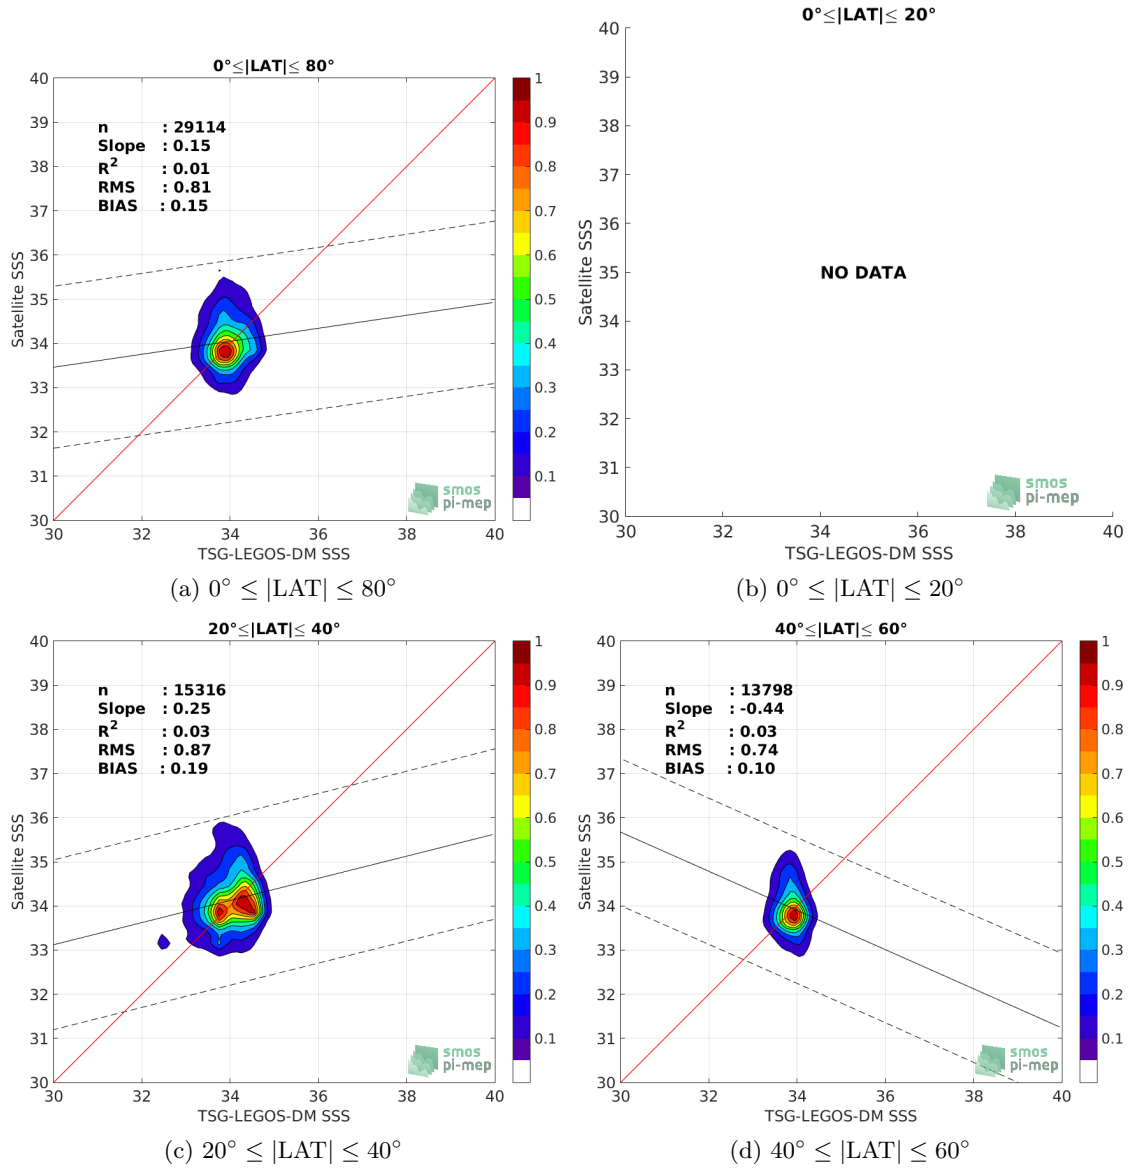 0°≤|LAT|≤ 80°
40
39
38
37
36
35
34
33
32
31
30
n : 29114
Slope : 0.15
R2 : 0.01
RMS : 0.81
BIAS : 0.15
Satellite SSS
smos
pi-mep
30 32 34 36 38 40
TSG-LEGOS-DM SSS
1
0.9
0.8
0.7
0.6
0.5
0.4
0.3
0.2
0.1
(a) 0° ≤ |LAT| ≤ 80°
0°≤|LAT|≤ 20°
40
39
38
37
36
35
34
33
32
31
30
Satellite SSS
NO DATA
smos
pi-mep
30 32 34 36 38 40
TSG-LEGOS-DM SSS
(b) 0° ≤ |LAT| ≤ 20°
20°≤|LAT|≤ 40°
40
39
38
37
36
35
34
33
32
31
30
n : 15316
Slope : 0.25
R2 : 0.03
RMS : 0.87
BIAS : 0.19
Satellite SSS
smos
pi-mep
30 32 34 36 38 40
TSG-LEGOS-DM SSS
1
0.9
0.8
0.7
0.6
0.5
0.4
0.3
0.2
0.1
(c) 20° ≤ |LAT| ≤ 40°
40°≤|LAT|≤ 60°
40
39
38
37
36
35
34
33
32
31
30
n : 13798
Slope : -0.44
R2 : 0.03
RMS : 0.74
BIAS : 0.10
Satellite SSS
smos
pi-mep
30 32 34 36 38 40
TSG-LEGOS-DM SSS
1
0.9
0.8
0.7
0.6
0.5
0.4
0.3
0.2
0.1
(d) 40° ≤ |LAT| ≤ 60°